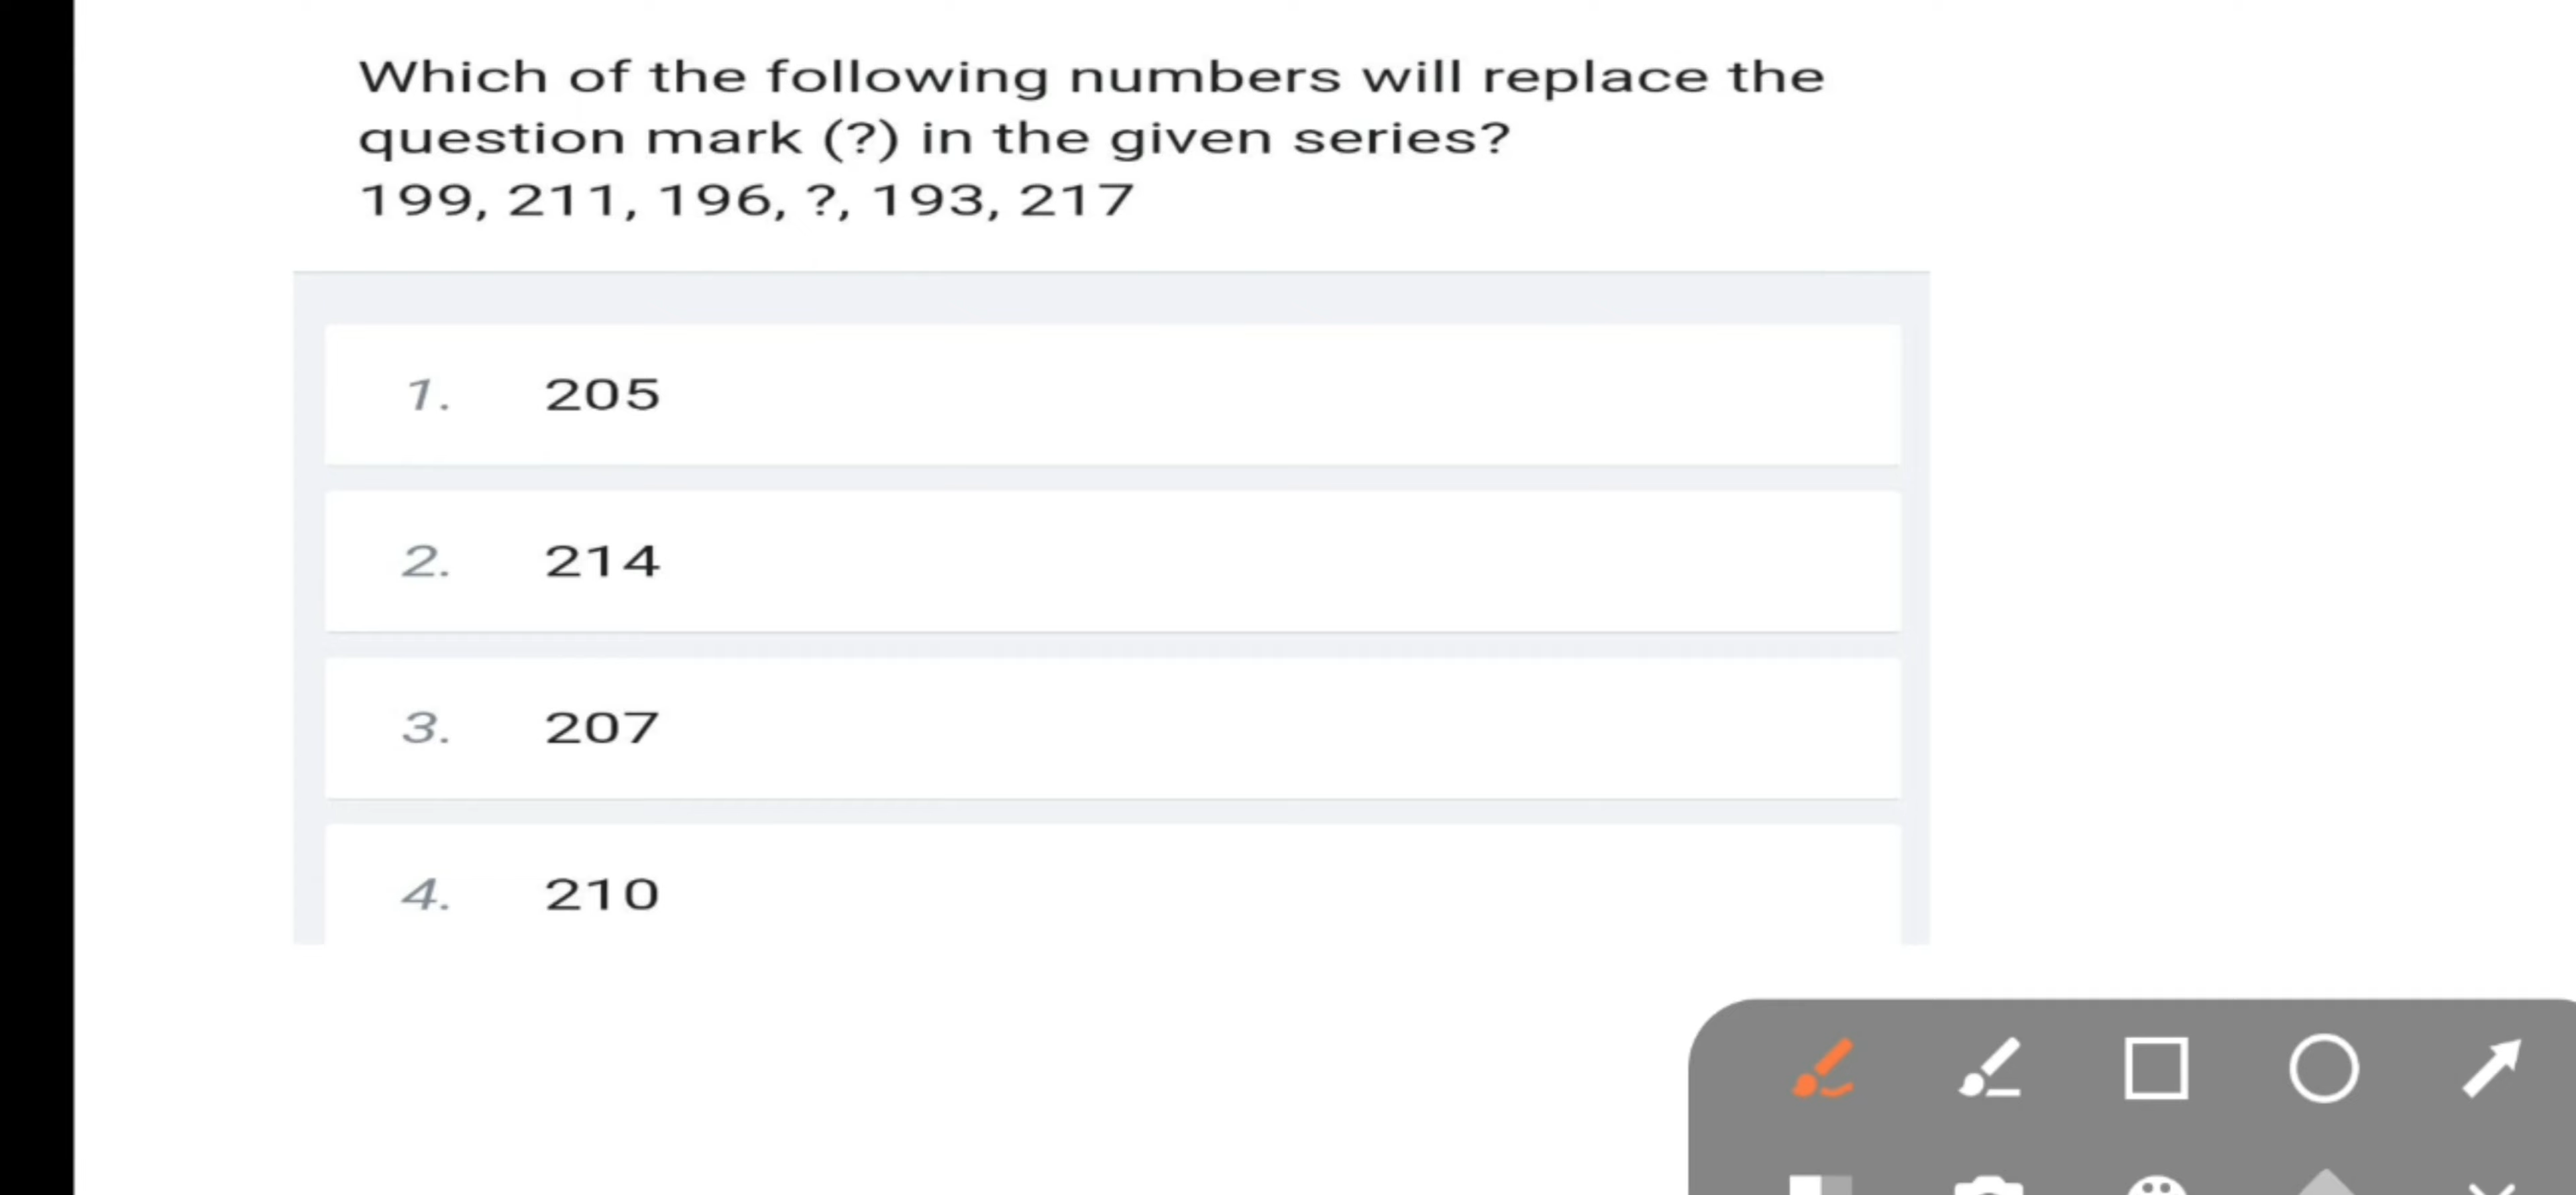 Which of the following numbers will replace the
question mark (?) in the given series?
199, 211, 196, ?, 193, 217
1. 205
2. 214
3. 207
4. 210